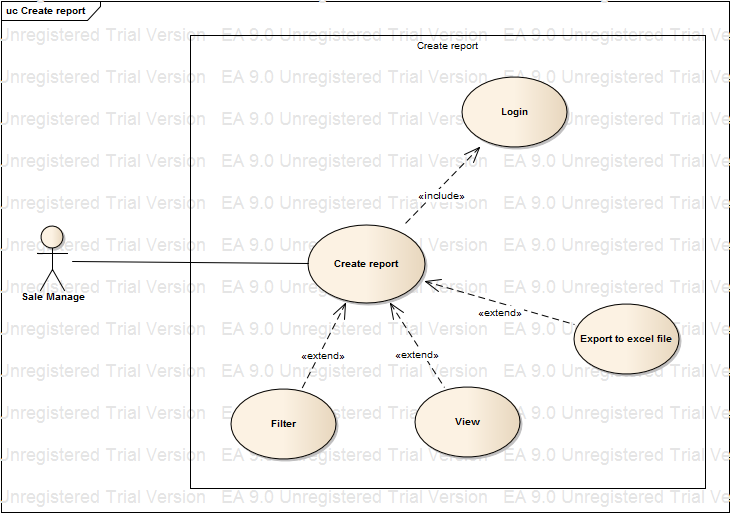 uc Create report
Create report
Login
«include»
Create report
Sale Manage
«extend»
Export to excel file
«extend»
«extend»
Filter
View
Unregistered Trial Version EA 9.0 Unregistered Trial Version EA 9.0 Unregistered Trial Ve
Unregistered Trial Version EA 9.0 Unregistered Trial Version EA 9.0 Unregistered Trial Ve
Unregistered Trial Version EA 9.0 Unregistered Trial Version EA 9.0 Unregistered Trial Ve
Unregistered Trial Version EA 9.0 Unregistered Trial Version EA 9.0 Unregistered Trial Ve
Unregistered Trial Version EA 9.0 Unregistered Trial Version EA 9.0 Unregistered Trial Ve
Unregistered Trial Version EA 9.0 Unregistered Trial Version EA 9.0 Unregistered Trial Ve
Unregistered Trial Version EA 9.0 Unregistered Trial Version EA 9.0 Unregistered Trial Ve
Unregistered Trial Version EA 9.0 Unregistered Trial Version EA 9.0 Unregistered Trial Ve
Unregistered Trial Version EA 9.0 Unregistered Trial Version EA 9.0 Unregistered Trial Ve
Unregistered Trial Version EA 9.0 Unregistered Trial Version EA 9.0 Unregistered Trial Ve
Unregistered Trial Version EA 9.0 Unregistered Trial Version EA 9.0 Unregistered Trial Ve
Unregistered Trial Version EA 9.0 Unregistered Trial Version EA 9.0 Unregistered Trial Ve